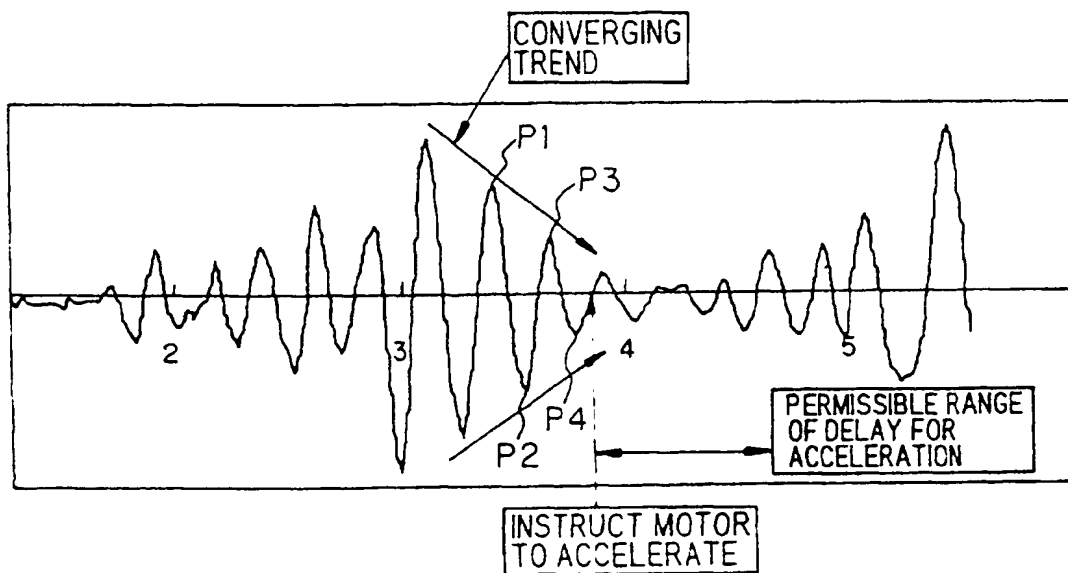 CONVERGING
TREND
P1
P3
2
3
4
5
P4
P2
PERMISSIBLE RANGE
OF DELAY FOR
ACCELERATION
INSTRUCT MOTOR
TO ACCELERATE